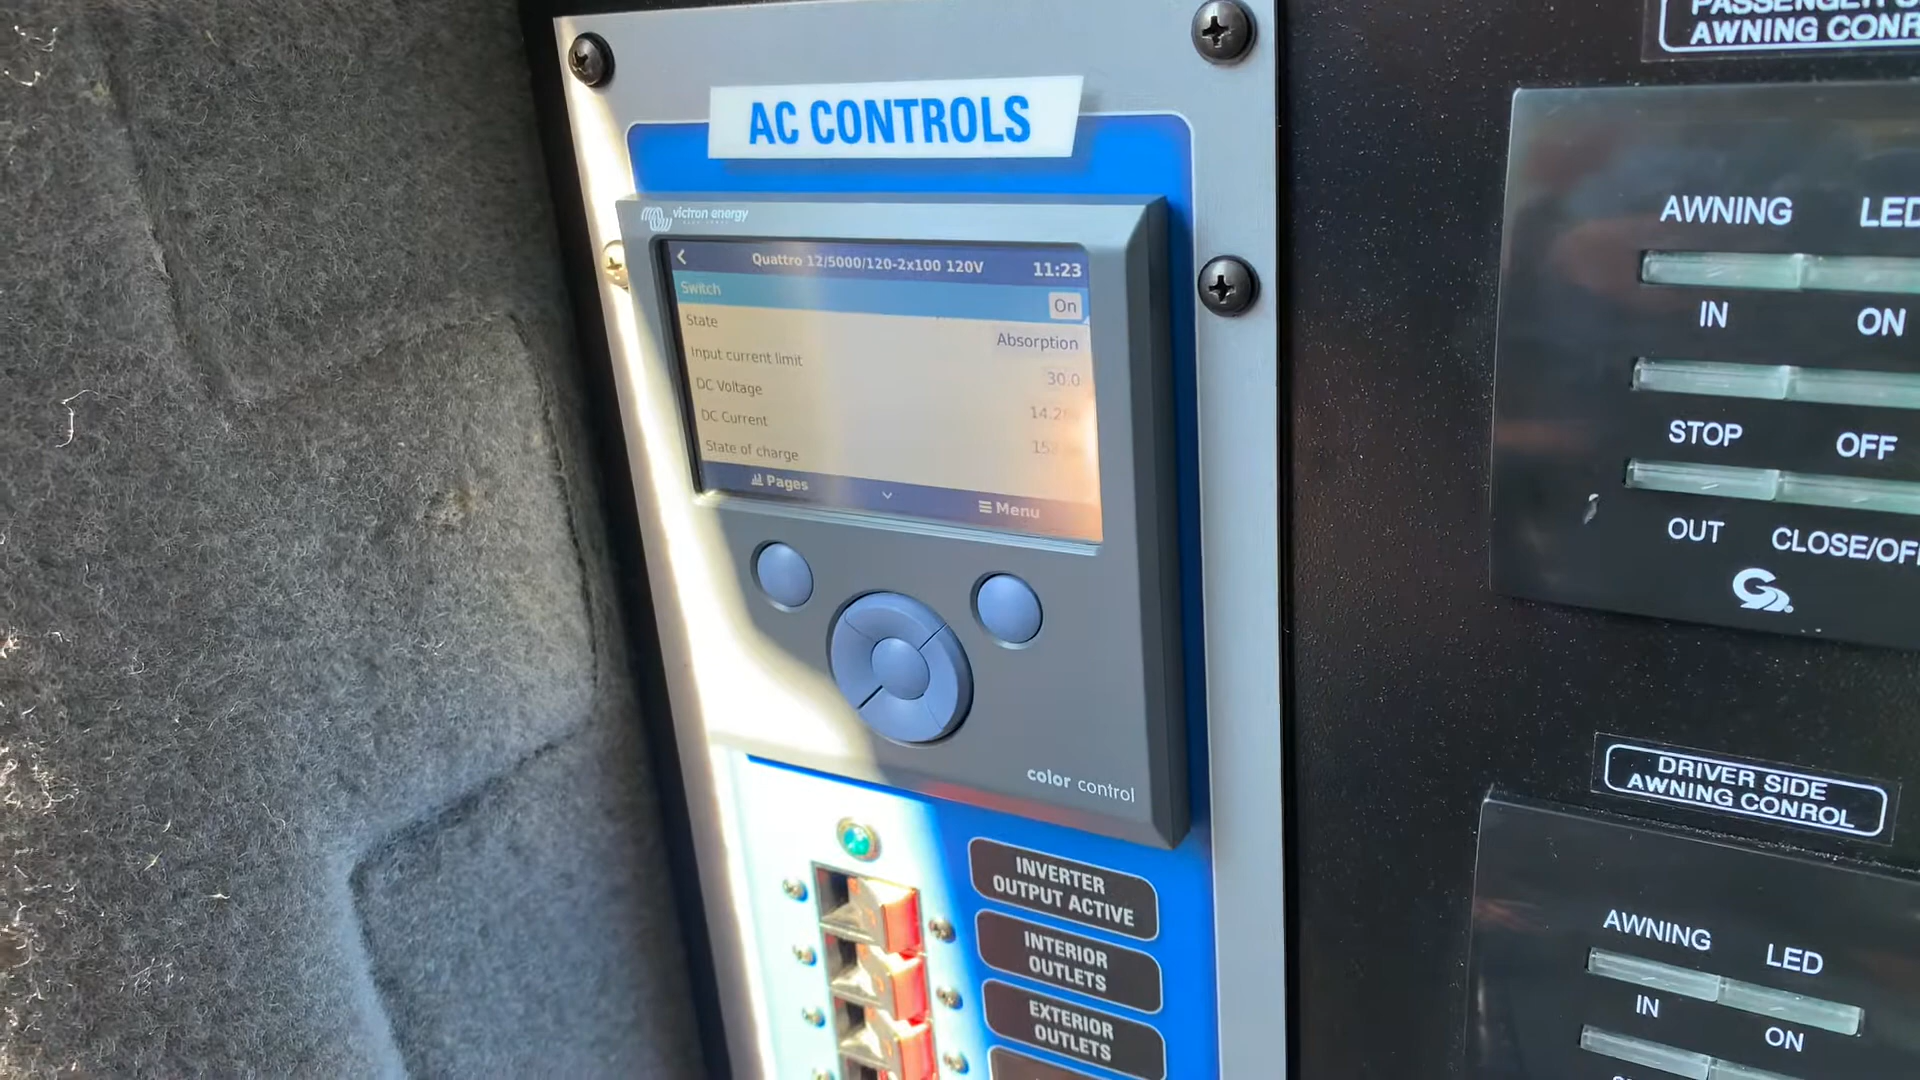 AC CONTROLS
victron energy
Quattro 12/5000/120-2x100 120V 11:23
Switch On
State Absorption
Input current limit 30.0
DC Voltage 14.2
DC Current 15
State of charge
Pages Menu
color control
INVERTER
OUTPUT ACTIVE
INTERIOR
OUTLETS
EXTERIOR
OUTLETS
PASSENGER
AWNING
AWNING LED
IN ON
STOP OFF
OUT CLOSE/OFF
DRIVER SIDE
AWNING CONROL
AWNING LED
IN ON